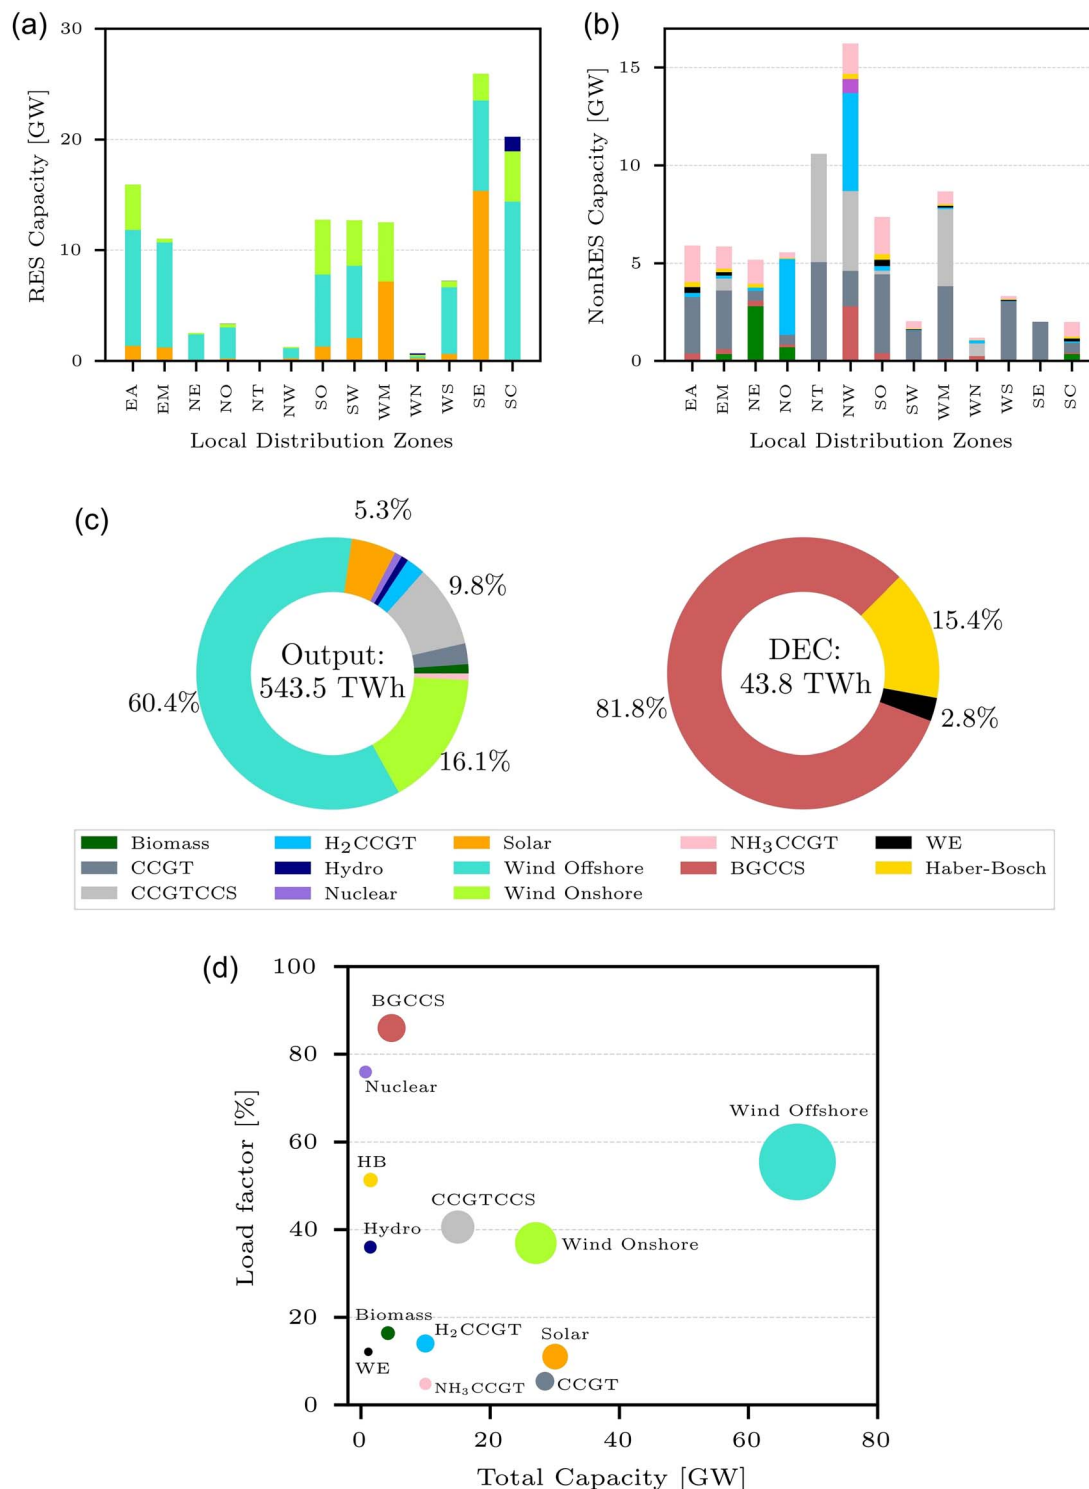 (a)
RES Capacity [GW]
30
20
10
0
EA EM NE NO NT NW SO SW WM WN WS SE SC
Local Distribution Zones
(b)
NonRES Capacity [GW]
15
10
5
0
EA EM NE NO NT NW SO SW WM WN WS SE SC
Local Distribution Zones
(c)
5.3%
9.8%
Output:
543.5 TWh
60.4%
16.1%
15.4%
DEC:
43.8 TWh
81.8%
2.8%
Biomass H₂CCGT Solar NH₃CCGT WE
CCGT Hydro Wind Offshore BGCCS Haber-Bosch
CCGTCCS Nuclear Wind Onshore
(d)
Load factor [%]
100
80
60
40
20
0
BGCCS
Nuclear
Wind Offshore
HB
CCGTCCS
Hydro
Wind Onshore
Biomass
H₂CCGT
Solar
WE
NH₃CCGT
CCGT
0 20 40 60 80
Total Capacity [GW]